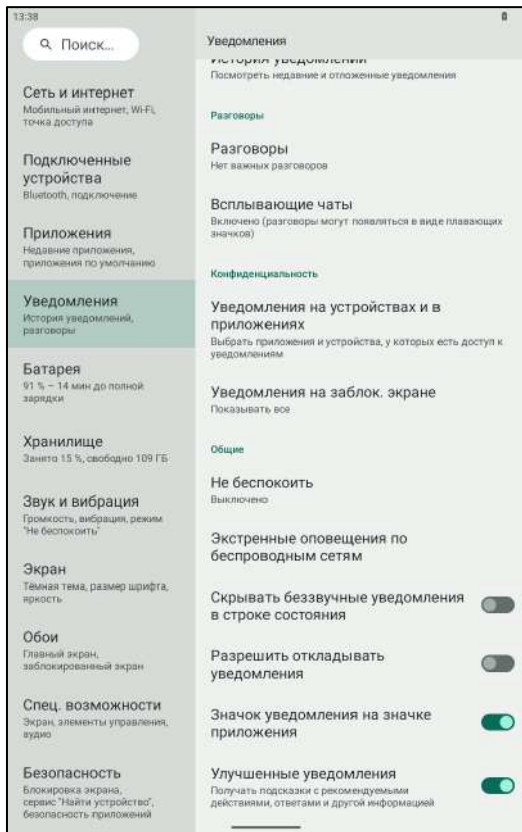 13:38
Поиск...
Сеть и интернет
Мобильный интернет, Wi-Fi,
точка доступа
Подключенные
устройства
Bluetooth, подключение
Приложения
Недавние приложения,
приложения по умолчанию
Уведомления
История уведомлений,
разговоры
Батарея
91 % – 14 мин до полной
зарядки
Хранилище
Занято 15 %, свободно 109 ГБ
Звук и вибрация
Громкость, вибрация, режим
"Не беспокоить"
Экран
Тёмная тема, размер шрифта,
яркость
Обои
Главный экран,
заблокированный экран
Спец. возможности
Экран, элементы управления,
аудио
Безопасность
Блокировка экрана,
сервис "Найти устройство",
безопасность приложений
Уведомления
История уведомлений
Посмотреть недавние и отложенные уведомления
Разговоры
Разговоры
Нет важных разговоров
Всплывающие чаты
Включено (разговоры могут появляться в виде плавающих
значков)
Конфиденциальность
Уведомления на устройствах и в
приложениях
Выбрать приложения и устройства, у которых есть доступ к
уведомлениям
Уведомления на заблок. экране
Показывать все
Общие
Не беспокоить
Выключено
Экстренные оповещения по
беспроводным сетям
Скрывать беззвучные уведомления
в строке состояния
Разрешить откладывать
уведомления
Значок уведомления на значке
приложения
Улучшенные уведомления
Получать подсказки с рекомендуемыми
действиями, ответами и другой информацией